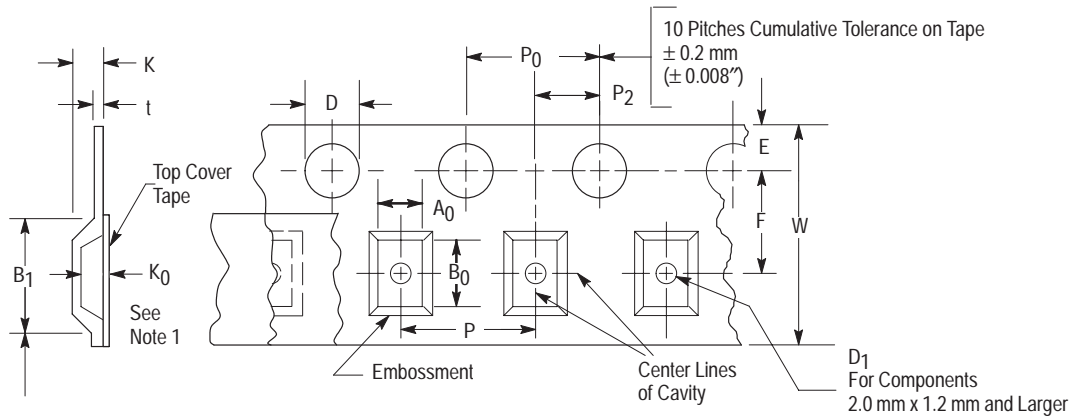 10 Pitches Cumulative Tolerance on Tape
± 0.2 mm
(± 0.008″)
K
P0
P2
t
D
E
Top Cover
Tape
A0
F
W
B1
K0
B0
See
Note 1
P
Embossment
Center Lines
of Cavity
D1
For Components
2.0 mm x 1.2 mm and Larger